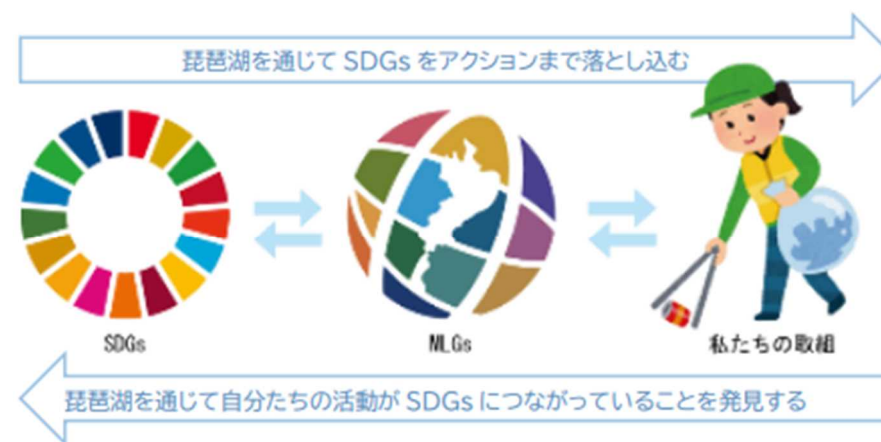 琵琶湖を通じて SDGs をアクションまで落とし込む
SDGs
MLGs
私たちの取組
琵琶湖を通じて自分たちの活動が SDGs につながっていることを発見する